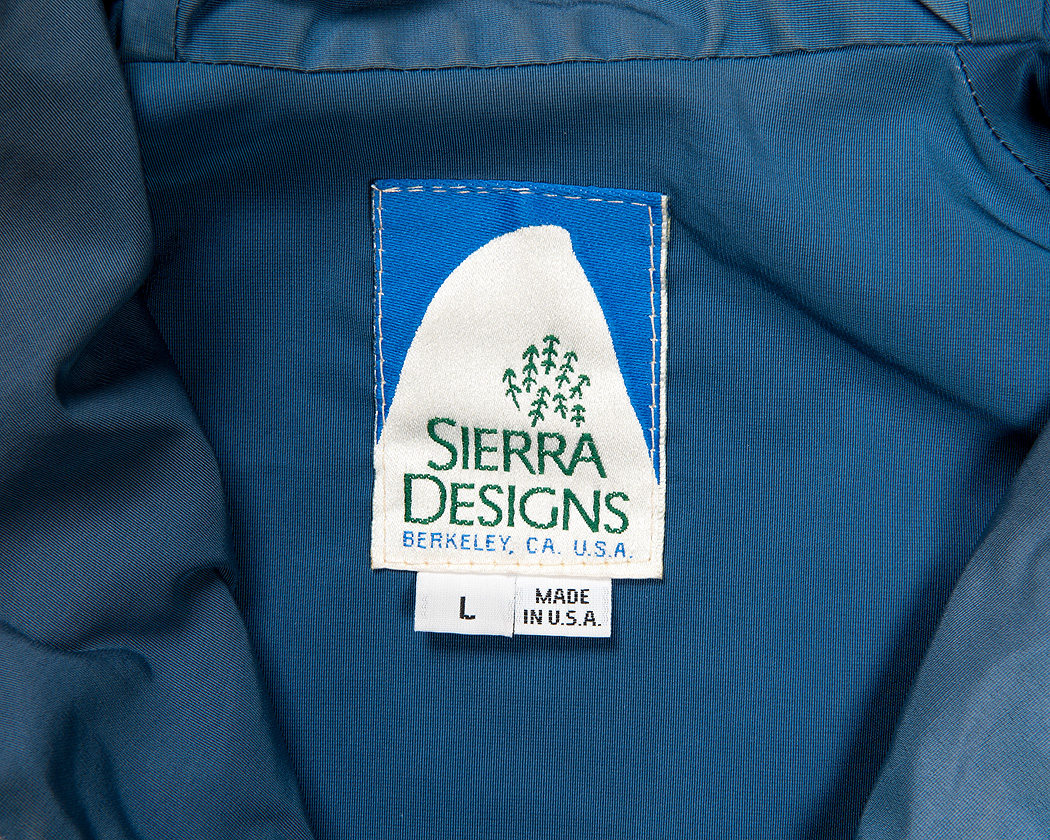 SIERRA
DESIGNS
BERKELEY, CA. U.S.A.
L
MADE
IN U.S.A.